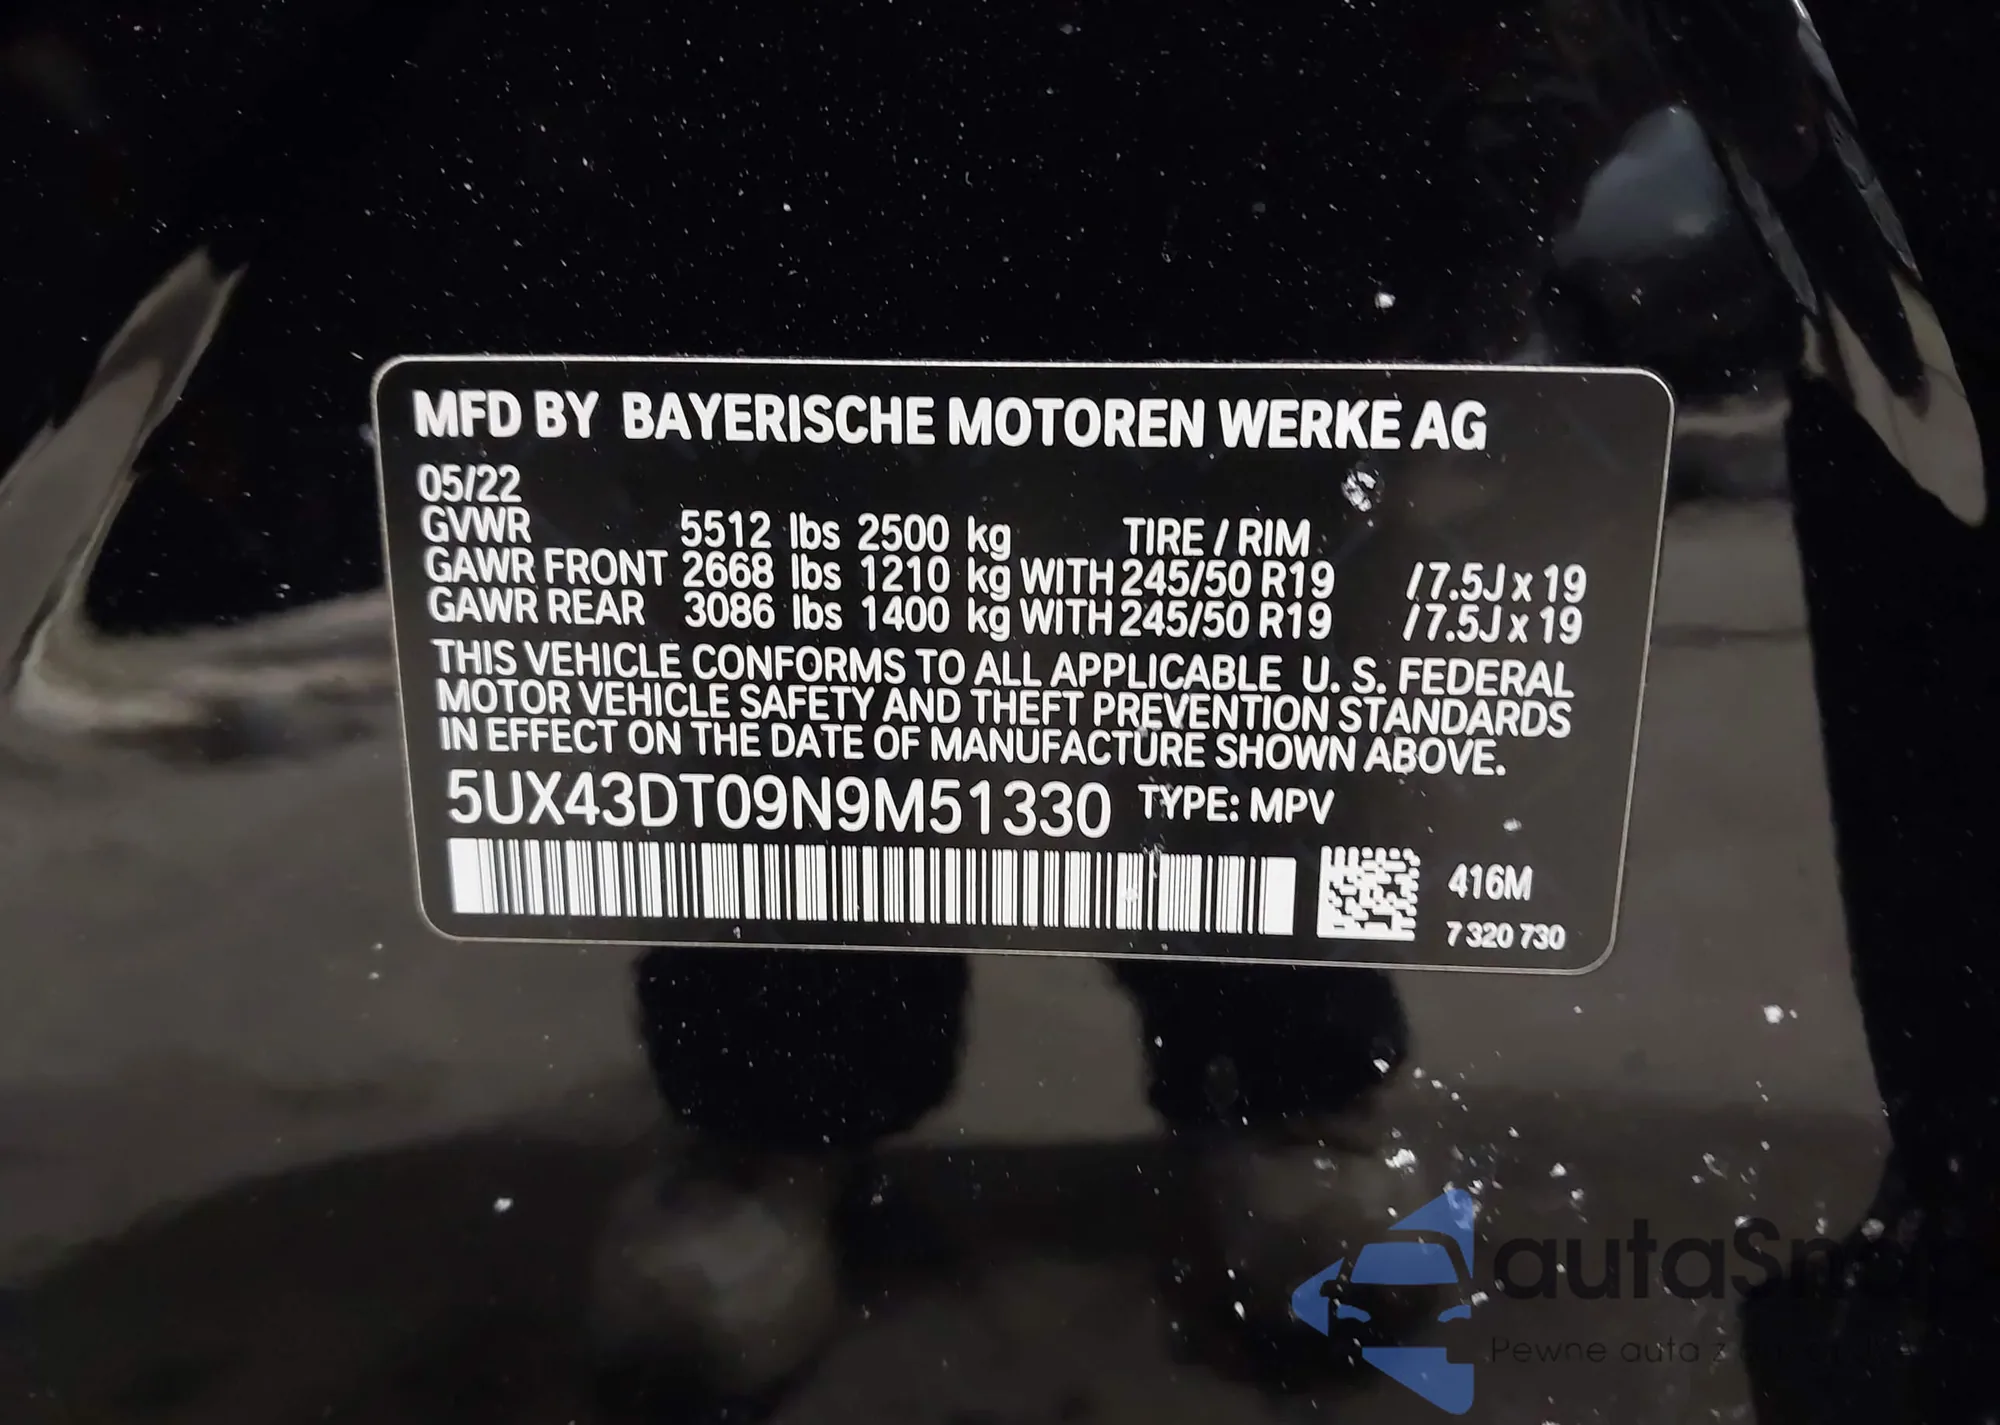 MFD BY BAYERISCHE MOTOREN WERKE AG
05/22
GVWR 5512 lbs 2500 kg TIRE / RIM
GAWR FRONT 2668 lbs 1210 kg WITH 245/50 R19 /7.5J x 19
GAWR REAR 3086 lbs 1400 kg WITH 245/50 R19 /7.5J x 19
THIS VEHICLE CONFORMS TO ALL APPLICABLE U. S. FEDERAL
MOTOR VEHICLE SAFETY AND THEFT PREVENTION STANDARDS
IN EFFECT ON THE DATE OF MANUFACTURE SHOWN ABOVE.
5UX43DT09N9M51330 TYPE: MPV
416M
7 320 730
Pewne auta z